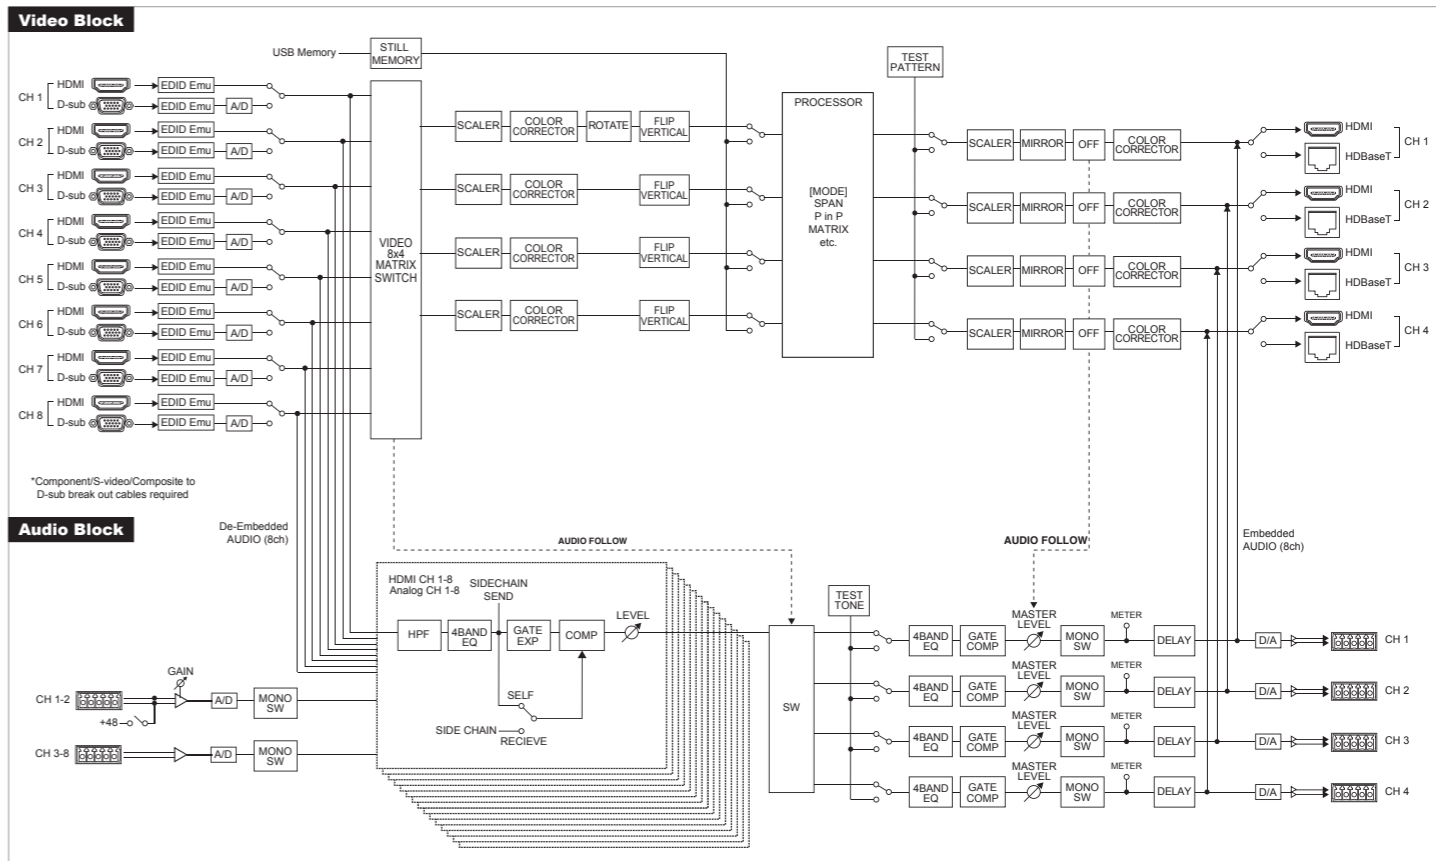 Video Block
USB Memory
STILL
MEMORY
TEST
PATTERN
CH 1
HDMI
EDID Emu
D-sub
EDID Emu
A/D
CH 2
HDMI
EDID Emu
D-sub
EDID Emu
A/D
CH 3
HDMI
EDID Emu
D-sub
EDID Emu
A/D
CH 4
HDMI
EDID Emu
D-sub
EDID Emu
A/D
CH 5
HDMI
EDID Emu
D-sub
EDID Emu
A/D
CH 6
HDMI
EDID Emu
D-sub
EDID Emu
A/D
CH 7
HDMI
EDID Emu
D-sub
EDID Emu
A/D
CH 8
HDMI
EDID Emu
D-sub
EDID Emu
A/D
VIDEO
8x4
MATRIX
SWITCH
SCALER
COLOR
CORRECTOR
ROTATE
FLIP
VERTICAL
SCALER
COLOR
CORRECTOR
FLIP
VERTICAL
SCALER
COLOR
CORRECTOR
FLIP
VERTICAL
SCALER
COLOR
CORRECTOR
FLIP
VERTICAL
PROCESSOR
[MODE]
SPAN
P in P
MATRIX
etc.
SCALER
MIRROR
OFF
COLOR
CORRECTOR
HDMI
HDBaseT
CH 1
SCALER
MIRROR
OFF
COLOR
CORRECTOR
HDMI
HDBaseT
CH 2
SCALER
MIRROR
OFF
COLOR
CORRECTOR
HDMI
HDBaseT
CH 3
SCALER
MIRROR
OFF
COLOR
CORRECTOR
HDMI
HDBaseT
CH 4
*Component/S-video/Composite to
D-sub break out cables required
Audio Block
De-Embedded
AUDIO (8ch)
AUDIO FOLLOW
AUDIO FOLLOW
Embedded
AUDIO (8ch)
HDMI CH 1-8
Analog CH 1-8
SIDECHAIN
SEND
HPF
4BAND
EQ
GATE
EXP
COMP
LEVEL
SELF
SIDE CHAIN
RECIEVE
CH 1-2
GAIN
+48
A/D
MONO
SW
CH 3-8
A/D
MONO
SW
SW
TEST
TONE
4BAND
EQ
GATE
COMP
MASTER
LEVEL
MONO
SW
METER
DELAY
D/A
CH 1
4BAND
EQ
GATE
COMP
MASTER
LEVEL
MONO
SW
METER
DELAY
D/A
CH 2
4BAND
EQ
GATE
COMP
MASTER
LEVEL
MONO
SW
METER
DELAY
D/A
CH 3
4BAND
EQ
GATE
COMP
MASTER
LEVEL
MONO
SW
METER
DELAY
D/A
CH 4